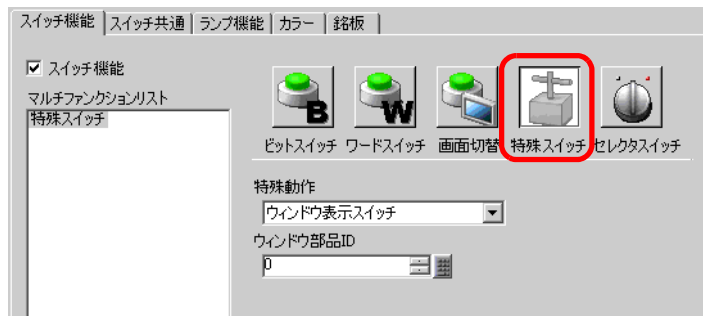 スイッチ機能 スイッチ共通 ランプ機能 カラー 銘板
スイッチ機能
マルチファンクションリスト
特殊スイッチ
B W
ビットスイッチ ワードスイッチ 画面切替 特殊スイッチ セレクタスイッチ
特殊動作
ウィンドウ表示スイッチ
ウィンドウ部品ID
0